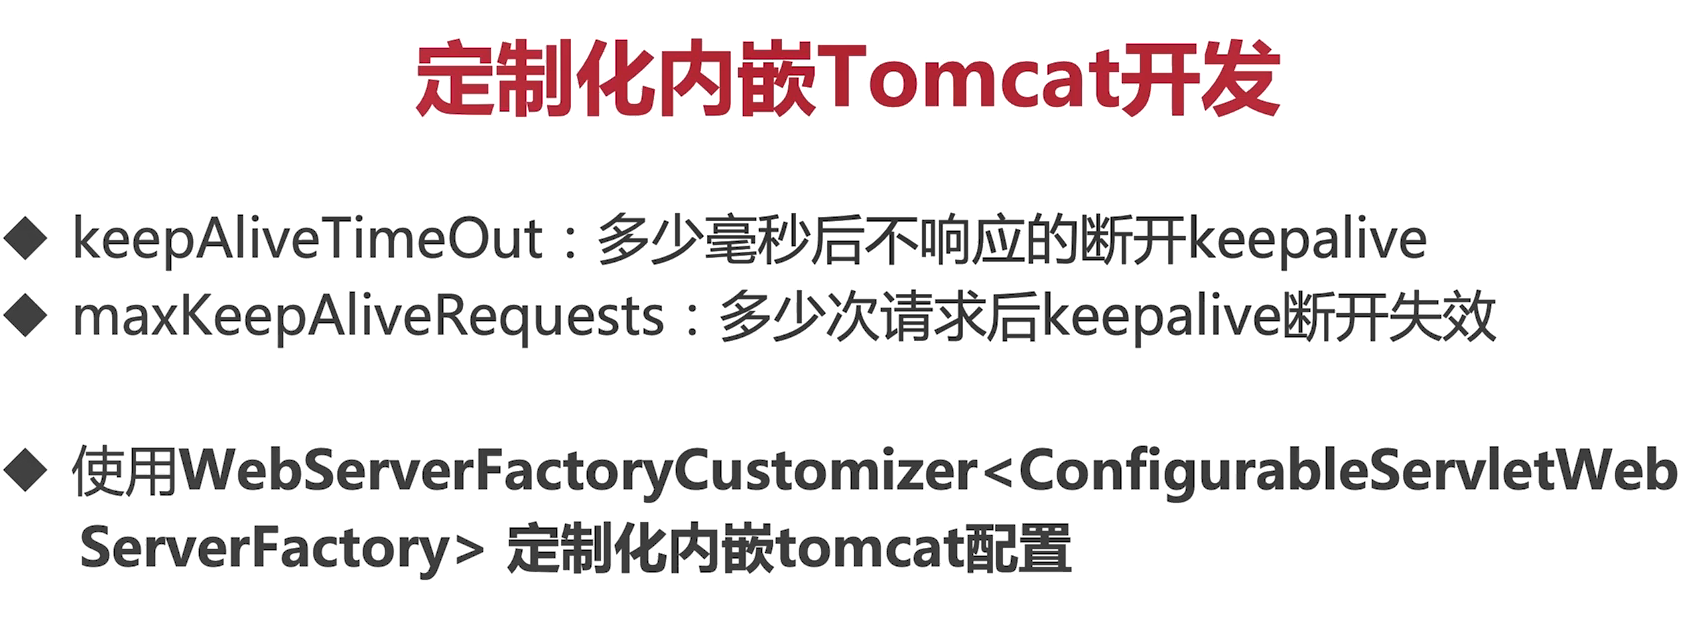 定制化内嵌Tomcat开发
◆ keepAliveTimeOut：多少毫秒后不响应的断开keepalive
◆ maxKeepAliveRequests：多少次请求后keepalive断开失效
◆ 使用WebServerFactoryCustomizer<ConfigurableServletWeb
ServerFactory> 定制化内嵌tomcat配置